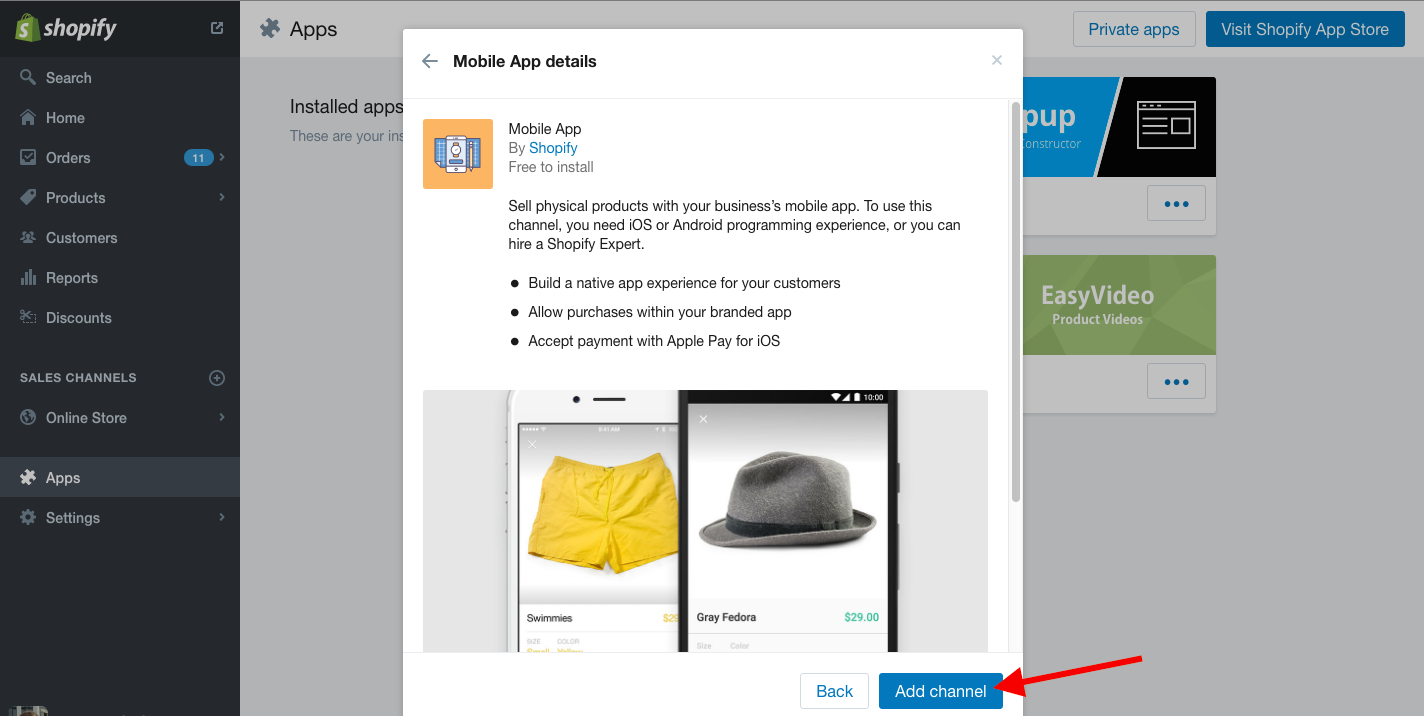 shopify
Search
Home
Orders
11
Products
Customers
Reports
Discounts
SALES CHANNELS
Online Store
Apps
Settings
Apps
Private apps
Visit Shopify App Store
Installed apps
These are your ins
pup
Constructor
EasyVideo
Product Videos
Mobile App details
Mobile App
By Shopify
Free to install
Sell physical products with your business’s mobile app. To use this
channel, you need iOS or Android programming experience, or you can
hire a Shopify Expert.
Build a native app experience for your customers
Allow purchases within your branded app
Accept payment with Apple Pay for iOS
9:41 AM
Swimmies
$29
SIZE COLOR
Small Yellow
10:00
Gray Fedora
$29.00
Size Color
Back
Add channel